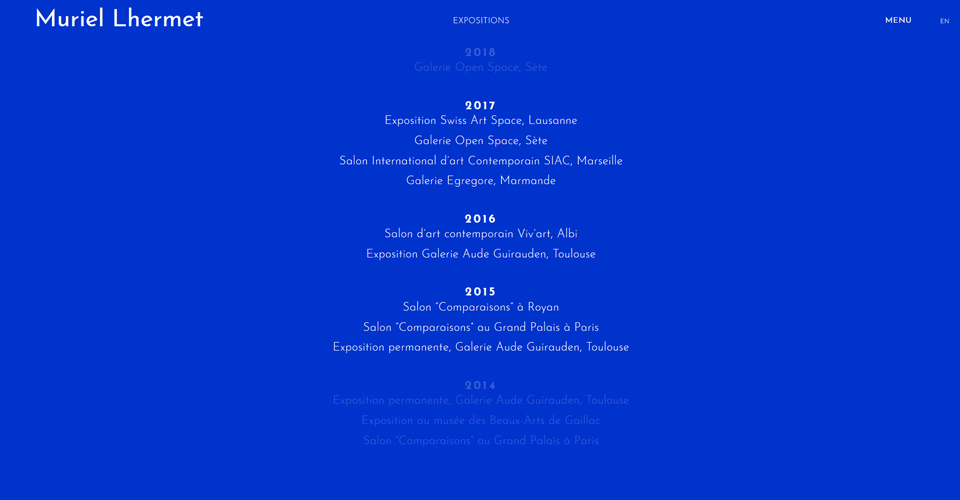 Muriel Lhermet
EXPOSITIONS
MENU
EN
2018
Galerie Open Space, Sète
2017
Exposition Swiss Art Space, Lausanne
Galerie Open Space, Sète
Salon International d'art Contemporain SIAC, Marseille
Galerie Egregore, Marmande
2016
Salon d'art contemporain Viv'art, Albi
Exposition Galerie Aude Guirauden, Toulouse
2015
Salon "Comparaisons" à Royan
Salon "Comparaisons" au Grand Palais à Paris
Exposition permanente, Galerie Aude Guirauden, Toulouse
2014
Exposition permanente, Galerie Aude Guirauden, Toulouse
Exposition au musée des Beaux-Arts de Gaillac
Salon "Comparaisons" au Grand Palais à Paris